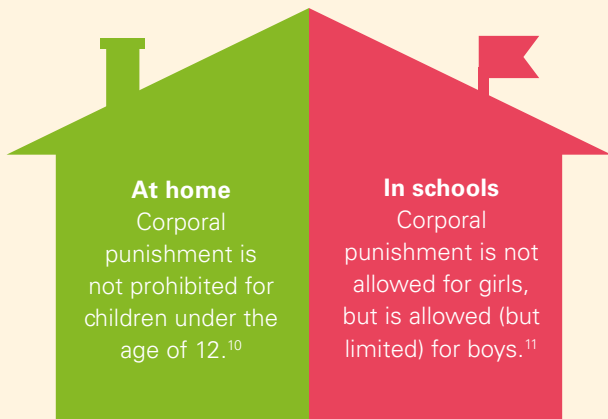 At home
Corporal
punishment is
not prohibited for
children under the
age of 12.¹⁰
In schools
Corporal
punishment is not
allowed for girls,
but is allowed (but
limited) for boys.¹¹